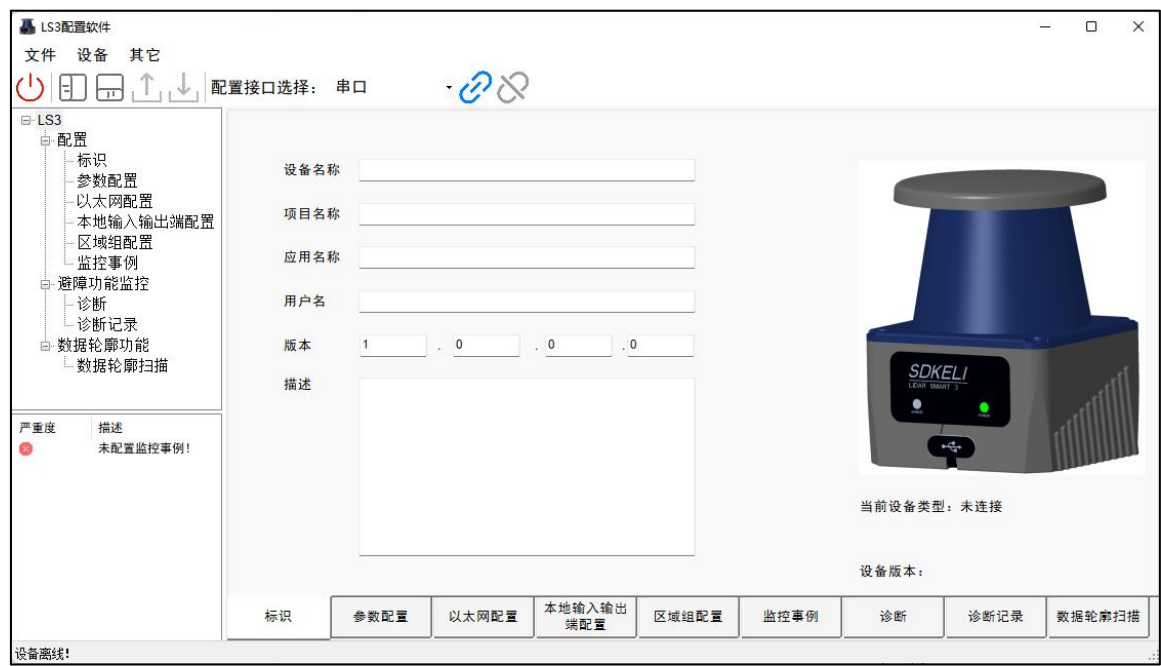 LS3配置软件
文件 设备 其它
配置接口选择： 串口
LS3
配置
标识
参数配置
以太网配置
本地输入输出端配置
区域组配置
监控事例
避障功能监控
诊断
诊断记录
数据轮廓功能
数据轮廓扫描
严重度 描述
未配置监控事例！
设备名称
项目名称
应用名称
用户名
版本 1 . 0 . 0 . 0
描述
SDKELI
LIDAR SMART 3
当前设备类型：未连接
设备版本：
标识 参数配置 以太网配置 本地输入输出端配置 区域组配置 监控事例 诊断 诊断记录 数据轮廓扫描
设备离线!